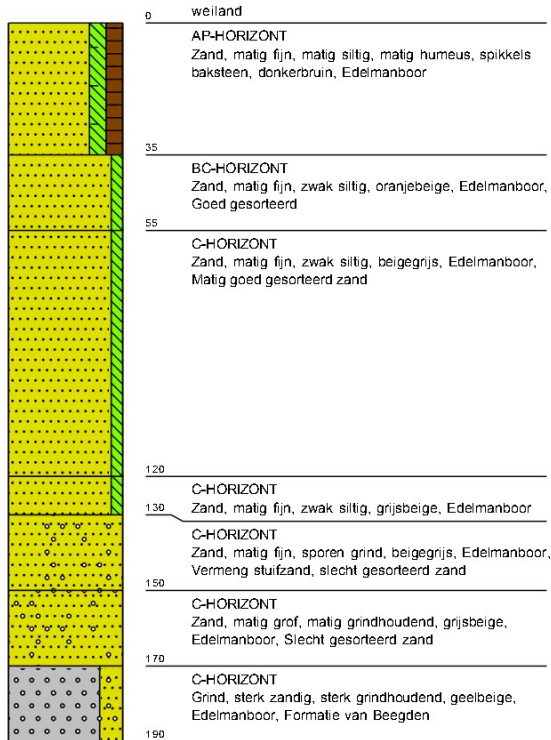 0 weiland
AP-HORIZONT
Zand, matig fijn, matig siltig, matig humeus, spikkels
baksteen, donkerbruin, Edelmanboor
35
BC-HORIZONT
Zand, matig fijn, zwak siltig, oranjebeige, Edelmanboor,
Goed gesorteerd
55
C-HORIZONT
Zand, matig fijn, zwak siltig, beigegrijs, Edelmanboor,
Matig goed gesorteerd zand
120
C-HORIZONT
Zand, matig fijn, zwak siltig, grijsbeige, Edelmanboor
130
C-HORIZONT
Zand, matig fijn, sporen grind, beigegrijs, Edelmanboor,
Vermeng stuifzand, slecht gesorteerd zand
150
C-HORIZONT
Zand, matig grof, matig grindhoudend, grijsbeige,
Edelmanboor, Slecht gesorteerd zand
170
C-HORIZONT
Grind, sterk zandig, sterk grindhoudend, geelbeige,
Edelmanboor, Formatie van Beegden
190